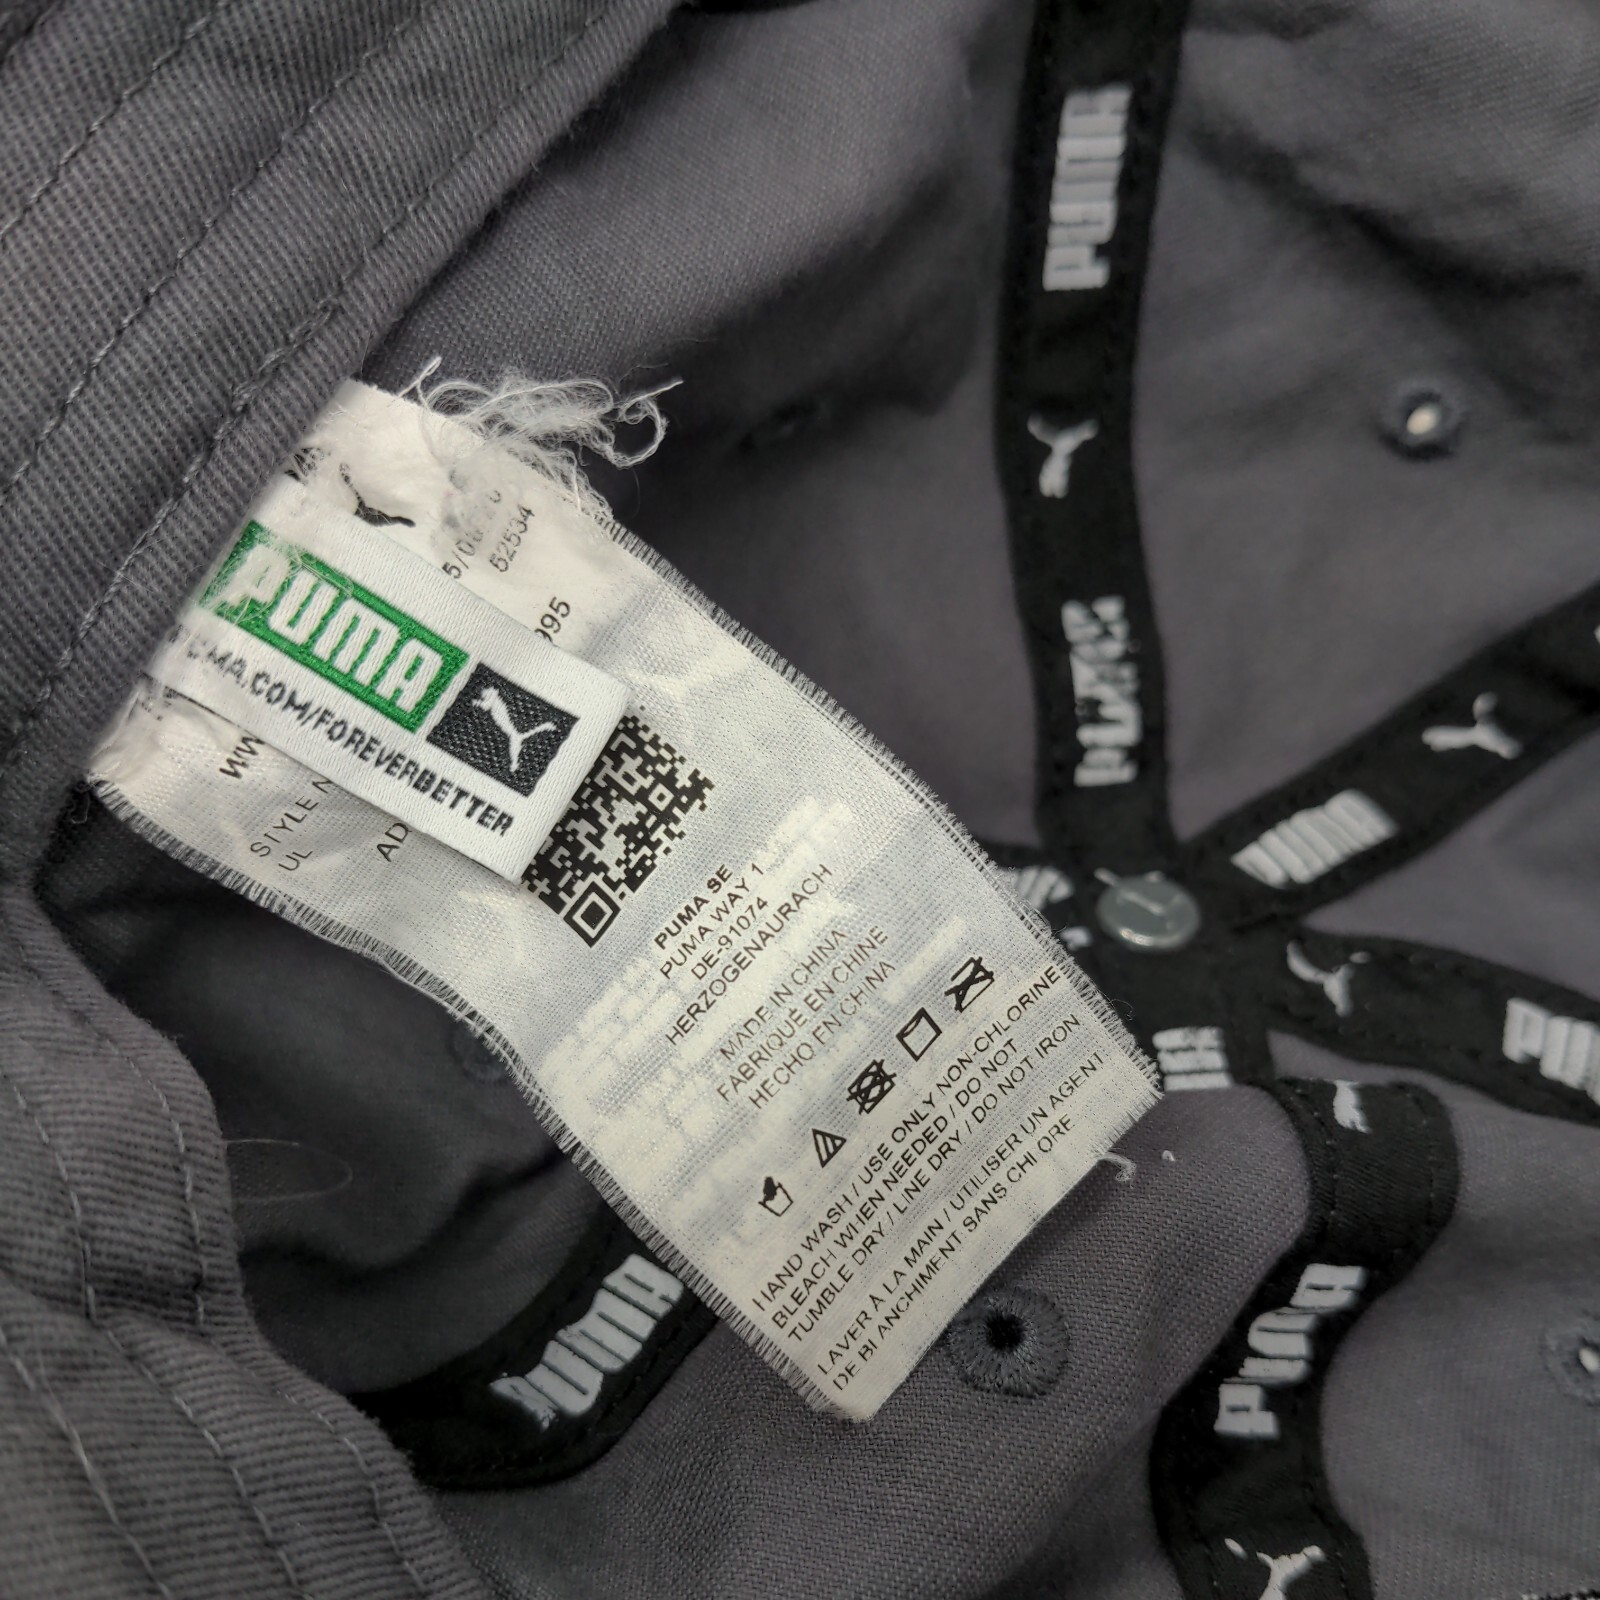 PUMA
PUMA
PUMA.COM/FOREVERBETTER
52534
995
STYLE
UL
AD
PUMA SE
PUMA WAY 1
DE-91074
HERZOGENAURACH
MADE IN CHINA
FABRIQUÉ EN CHINE
HECHO EN CHINA
HAND WASH / USE ONLY NON-CHLORINE
BLEACH WHEN NEEDED / DO NOT
TUMBLE DRY / LINE DRY / DO NOT IRON
LAVER À LA MAIN / UTILISER UN AGENT
DE BLANCHIMENT SANS CHLORE
PUMA
PUMA
PUMA
PUMA